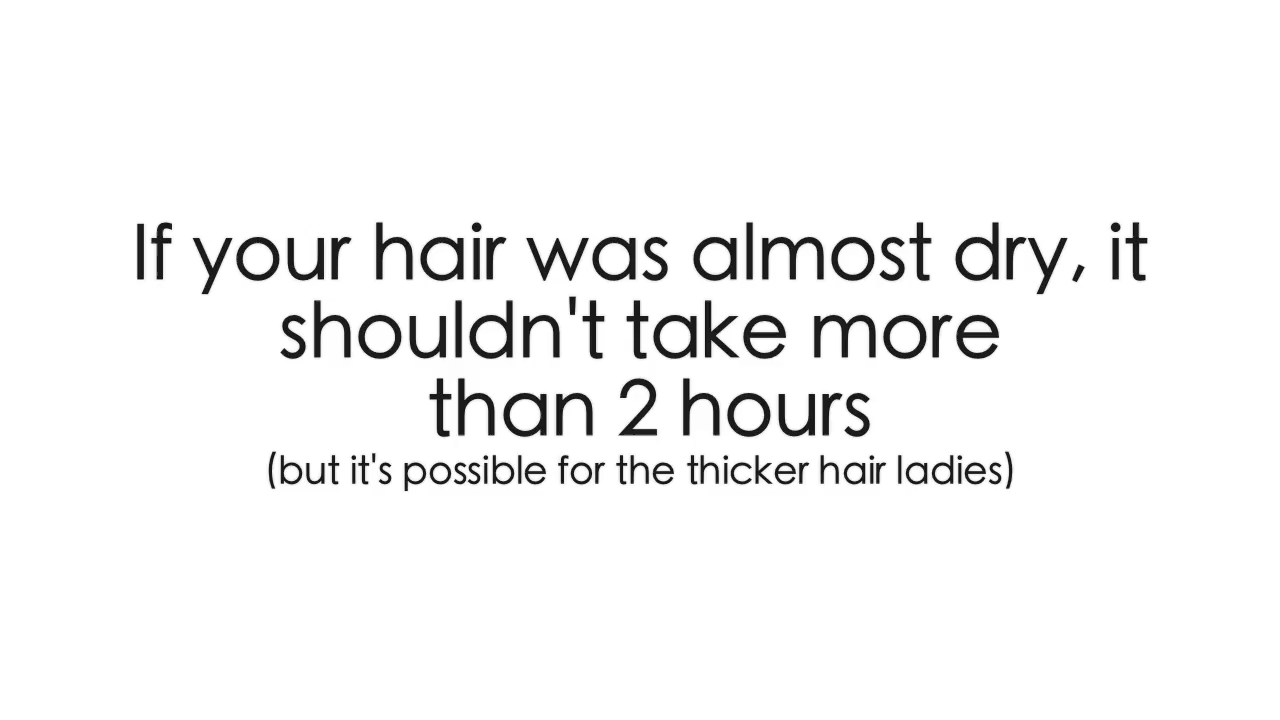 If your hair was almost dry, it
shouldn't take more
than 2 hours
(but it's possible for the thicker hair ladies)